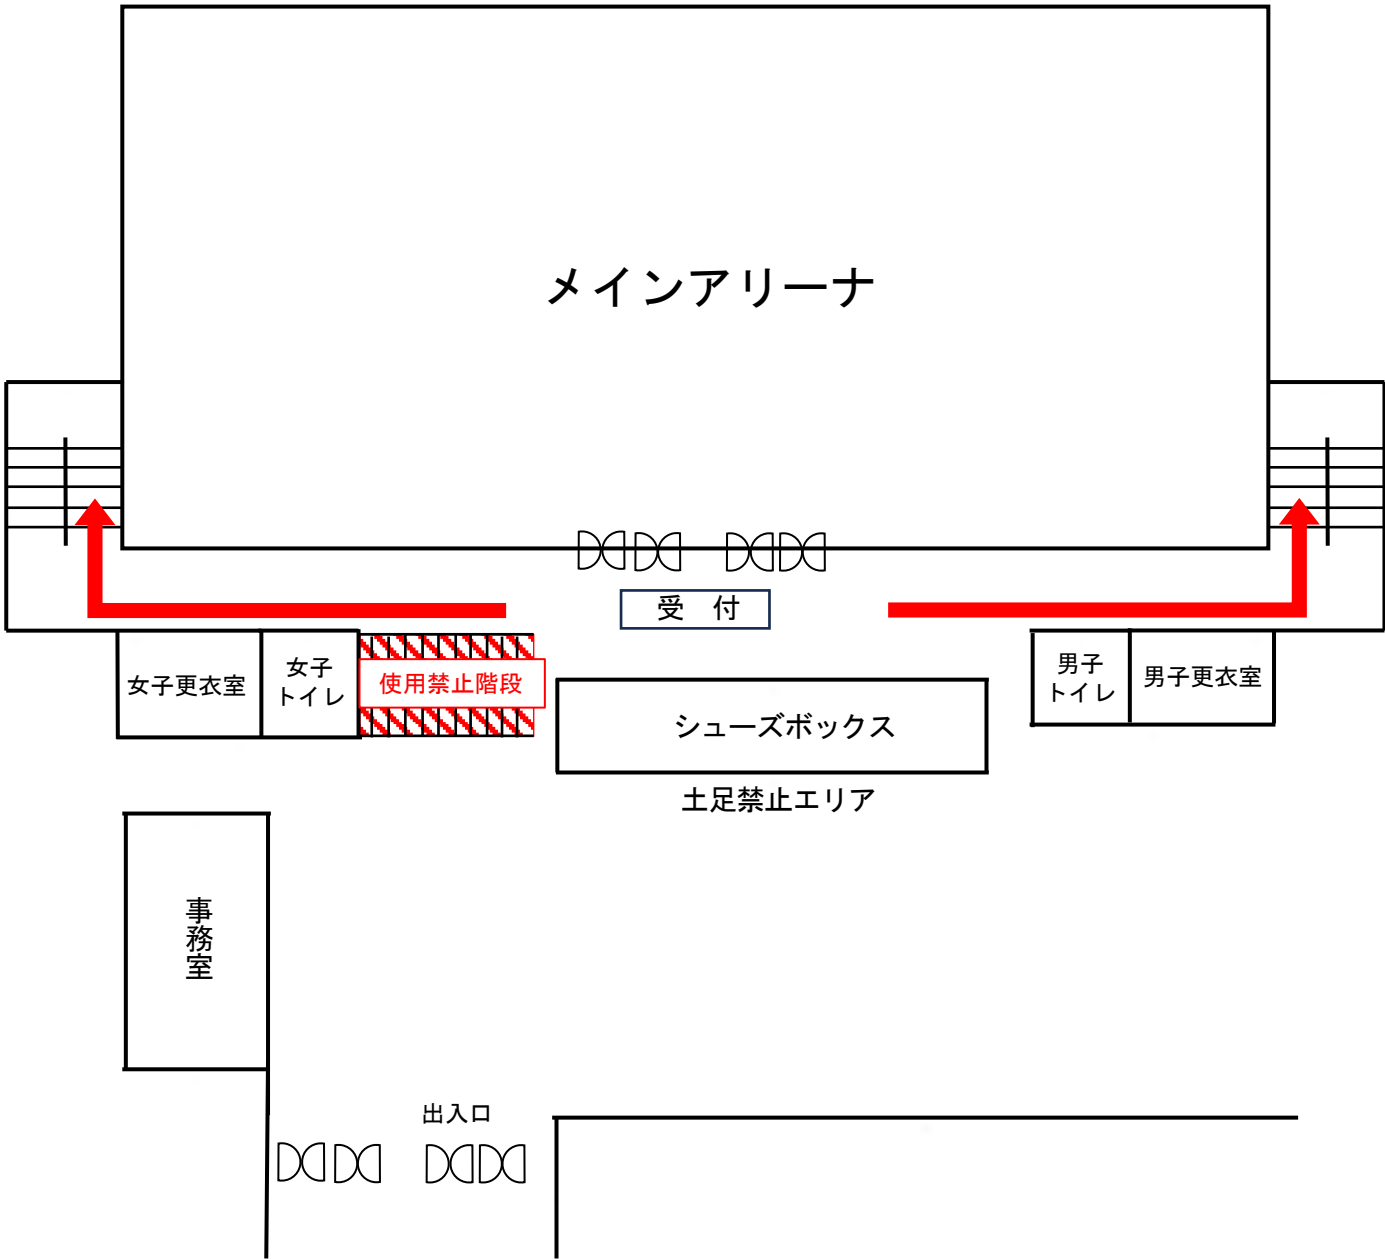 メインアリーナ
受　付
女子更衣室
女子
トイレ
使用禁止階段
シューズボックス
男子
トイレ
男子更衣室
土足禁止エリア
事務室
出入口